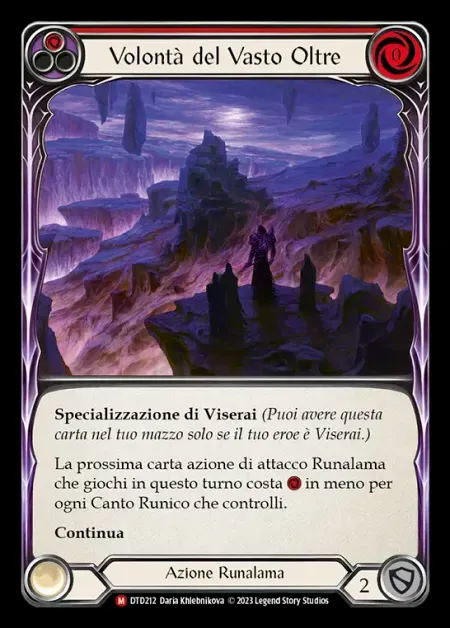 Volontà del Vasto Oltre
0
Specializzazione di Viserai (Puoi avere questa
carta nel tuo mazzo solo se il tuo eroe è Viserai.)
La prossima carta azione di attacco Runalama
che giochi in questo turno costa in meno per
ogni Canto Runico che controlli.
Continua
Azione Runalama
2
M DTD212 Daria Khlebnikova © 2023 Legend Story Studios